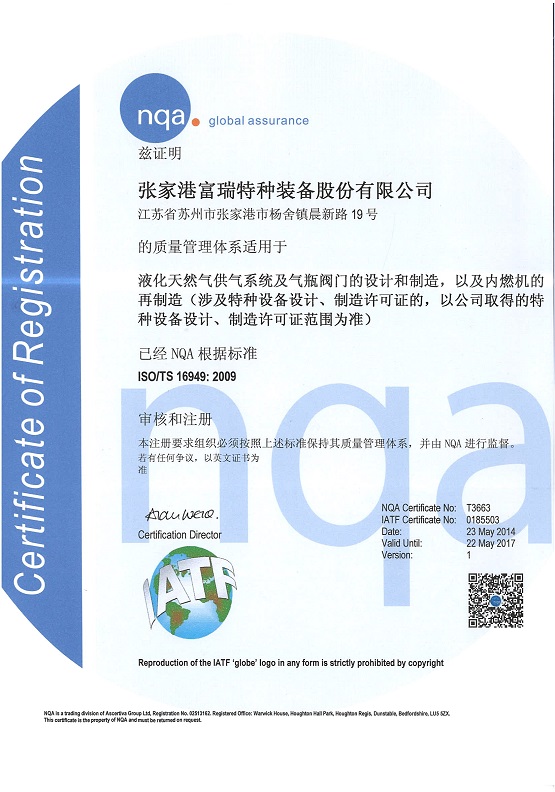 Certificate of Registration
nqa.
global assurance
兹证明
张家港富瑞特种装备股份有限公司
江苏省苏州市张家港市杨舍镇晨新路 19 号
的质量管理体系适用于
液化天然气供气系统及气瓶阀门的设计和制造，以及内燃机的
再制造（涉及特种设备设计、制造许可证的，以公司取得的特
种设备设计、制造许可证范围为准）
已经 NQA 根据标准
ISO/TS 16949: 2009
nqa
审核和注册
本注册要求组织必须按照上述标准保持其质量管理体系，并由 NQA 进行监督。
若有任何争议，以英文证书为
准
Certification Director
NQA Certificate No: T3663
IATF Certificate No: 0185503
Date: 23 May 2014
Valid Until: 22 May 2017
Version: 1
IATF
Reproduction of the IATF 'globe' logo in any form is strictly prohibited by copyright
NQA is a trading division of Ascertiva Group Ltd, Registration No. 02513162. Registered Office: Warwick House, Houghton Hall Park, Houghton Regis, Dunstable, Bedfordshire, LU5 5ZX.
This certificate is the property of NQA and must be returned on request.